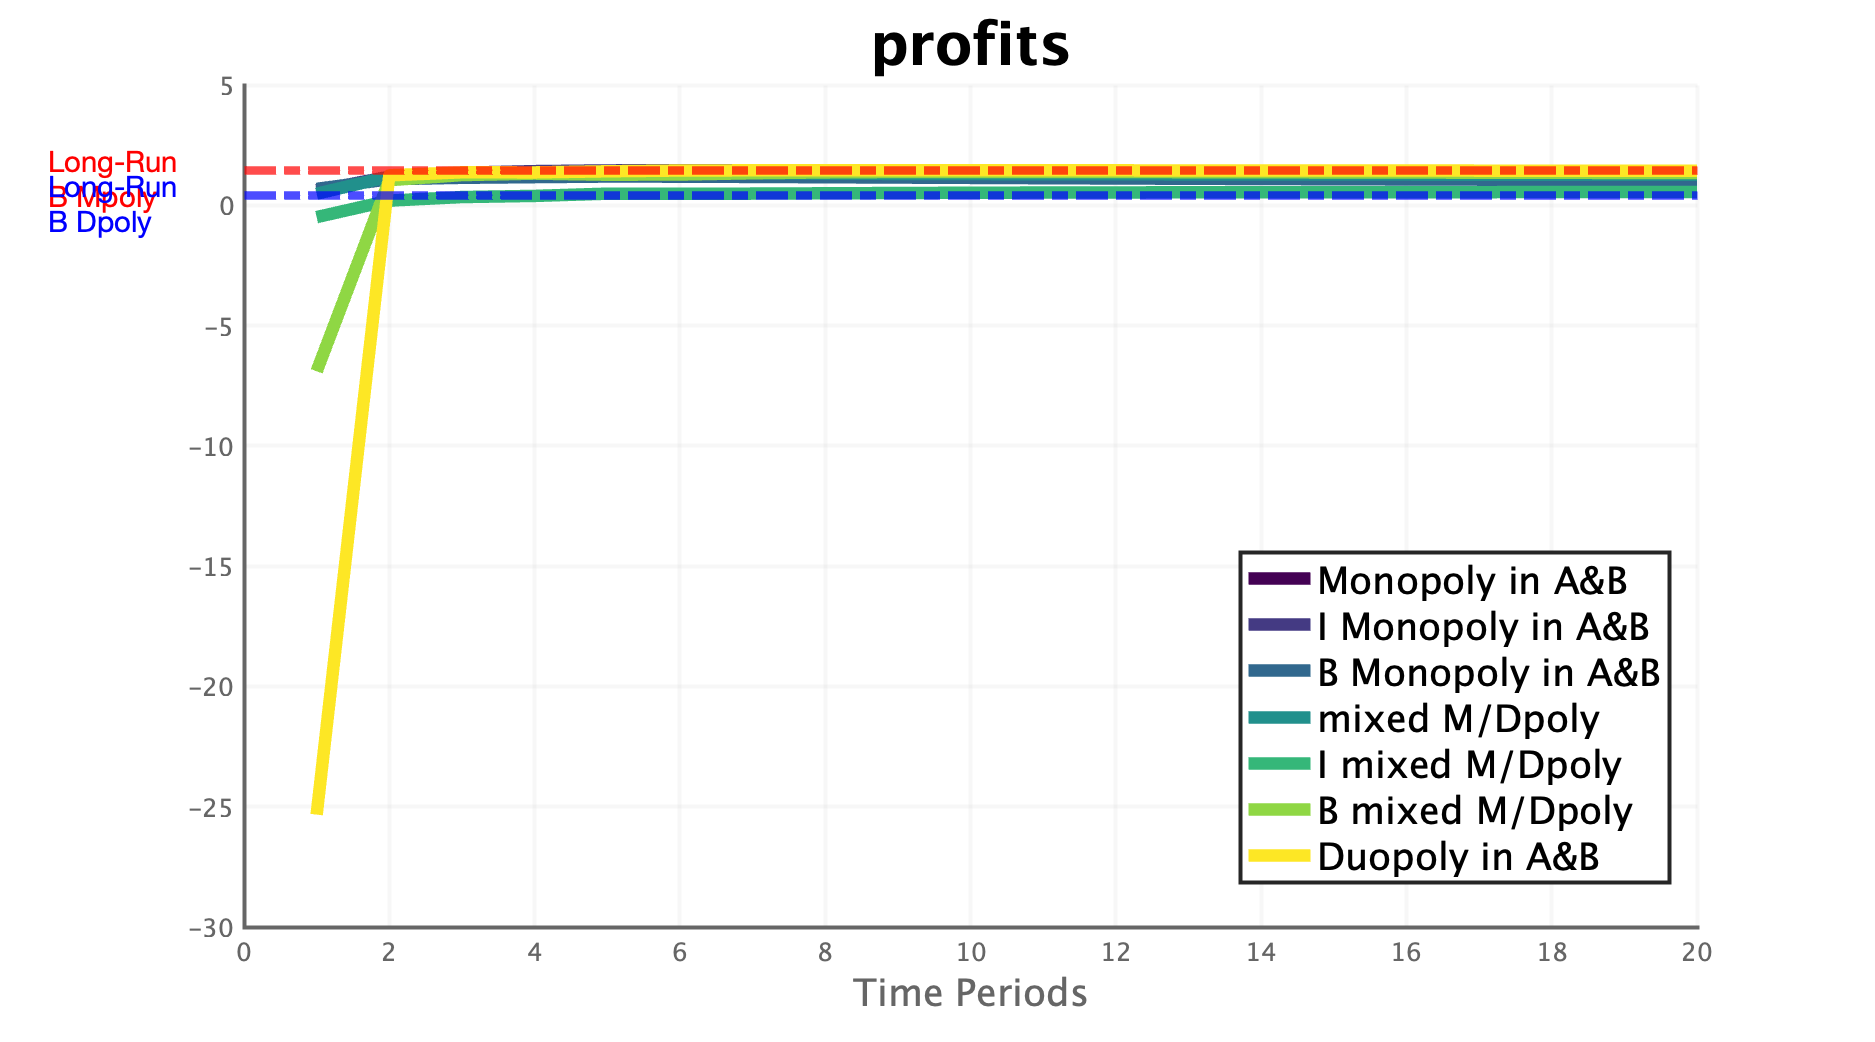 profits
5
Long-Run
B Mpoly
Long-Run
B Dpoly
0
−5
−10
−15
−20
−25
−30
0 2 4 6 8 10 12 14 16 18 20
Time Periods
Monopoly in A&B
I Monopoly in A&B
B Monopoly in A&B
mixed M/Dpoly
I mixed M/Dpoly
B mixed M/Dpoly
Duopoly in A&B